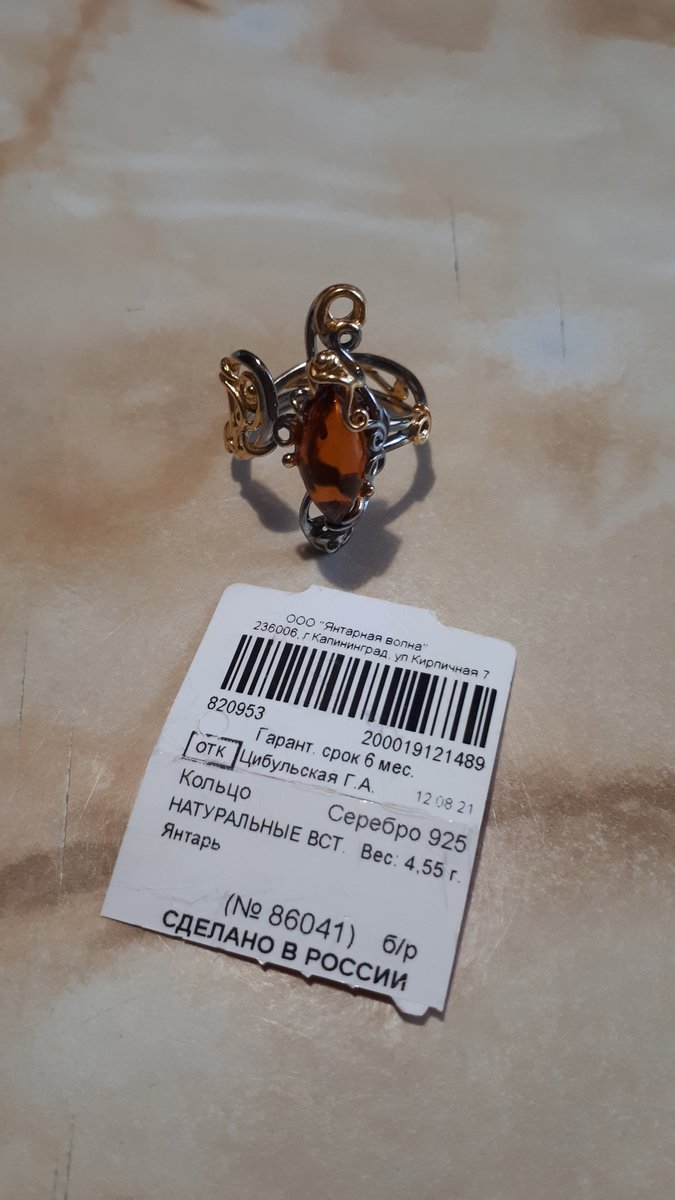 ООО "Янтарная волна"
236006, г Калининград, ул Кирпичная 7
820953 200019121489
Гарант. срок 6 мес.
ОТК Цибульская Г.А. 12 08 21
Кольцо Серебро 925
НАТУРАЛЬНЫЕ ВСТ. Вес: 4,55 г.
Янтарь
(№ 86041) б/р
СДЕЛАНО В РОССИИ